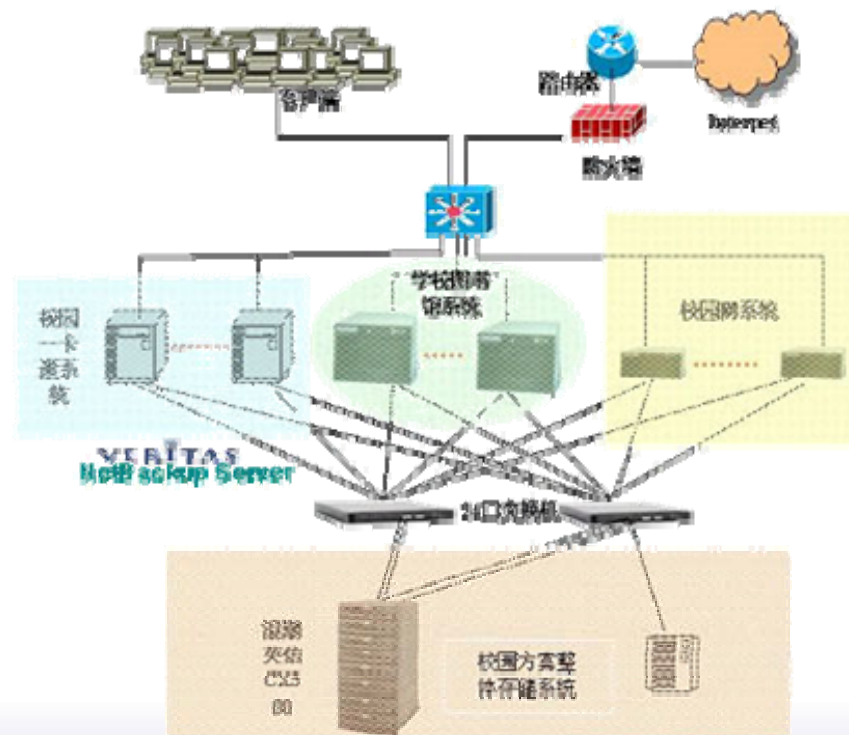 客户端
路由器
Internet
防火墙
学校图书
馆系统
校园
一卡
通系
统
校园网系统
VERITAS
NetBackup Server
24口交换机
浪潮
英信
校园方案整
体存储系统